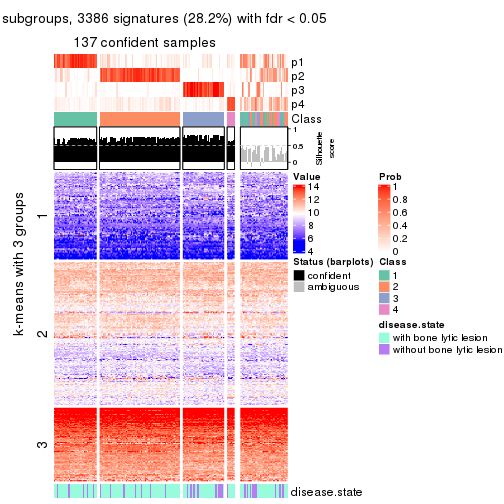 subgroups, 3386 signatures (28.2%) with fdr < 0.05
137 confident samples
p1
p2
p3
p4
Class
1
0.5
0
Silhouette
score
k-means with 3 groups
1
2
3
disease.state
Value
14
12
10
8
6
4
Prob
1
0.8
0.6
0.4
0.2
0
Status (barplots)
confident
ambiguous
Class
1
2
3
4
disease.state
with bone lytic lesion
without bone lytic lesion